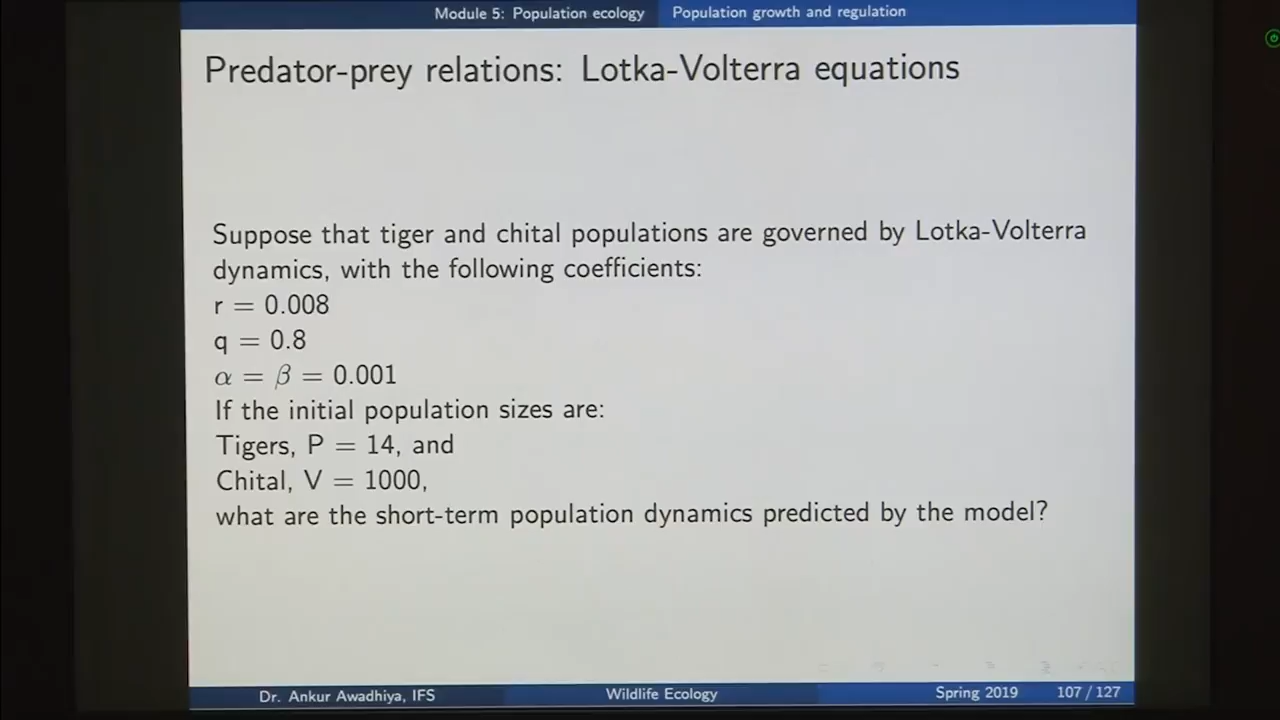 Module 5: Population ecology Population growth and regulation
Predator-prey relations: Lotka-Volterra equations
Suppose that tiger and chital populations are governed by Lotka-Volterra
dynamics, with the following coefficients:
r = 0.008
q = 0.8
α = β = 0.001
If the initial population sizes are:
Tigers, P = 14, and
Chital, V = 1000,
what are the short-term population dynamics predicted by the model?
Dr. Ankur Awadhiya, IFS Wildlife Ecology Spring 2019 107 / 127